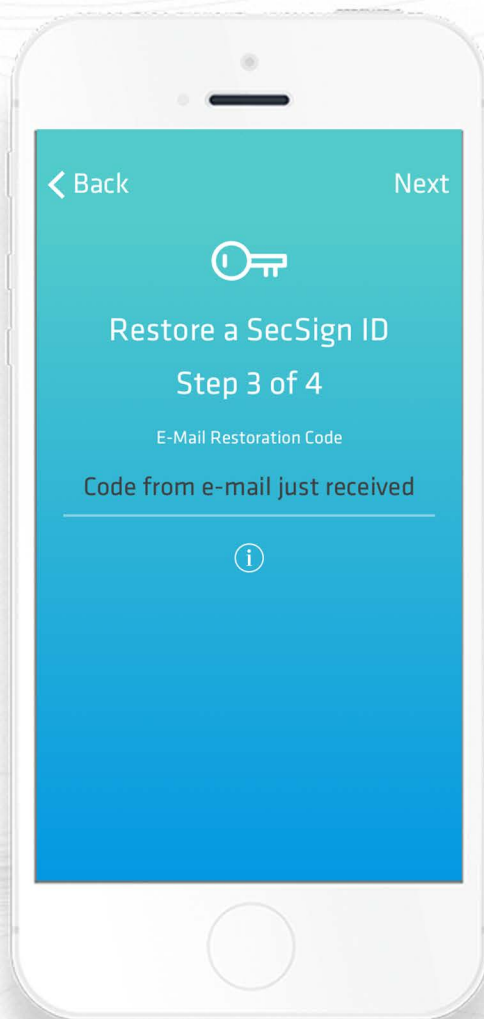 Back
Next
Restore a SecSign ID
Step 3 of 4
E-Mail Restoration Code
Code from e-mail just received
i